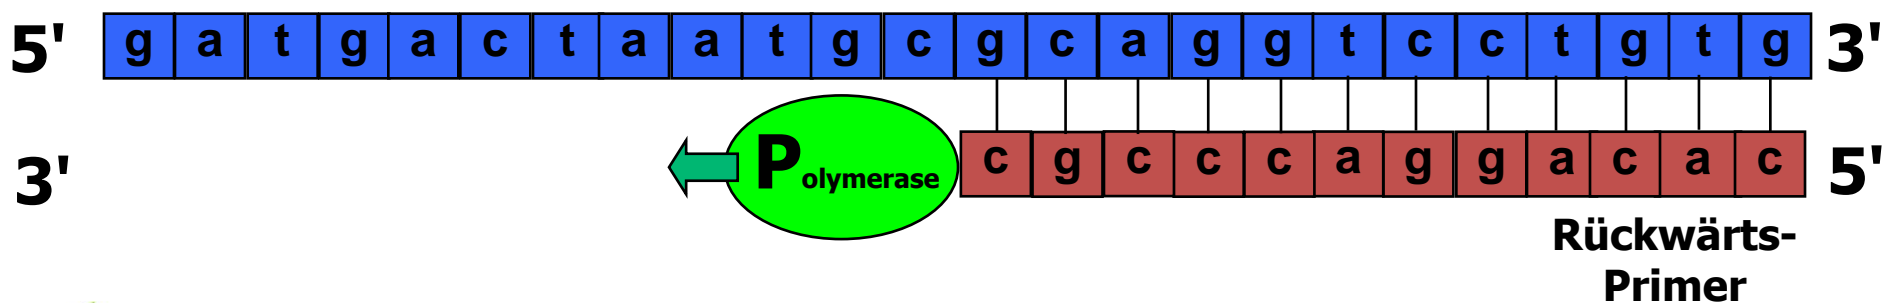 5' g a t g a c t a a t g c g c a g g t c c t g t g 3'
3' Polymerase c g c c c a g g a c a c 5'
Rückwärts-
Primer